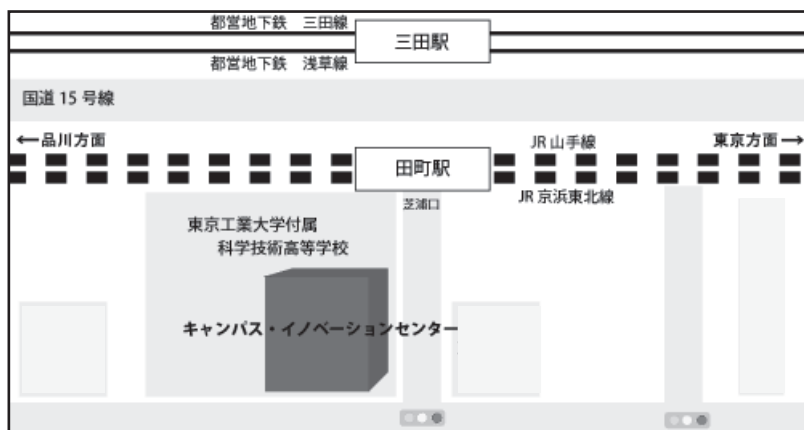 都営地下鉄　三田線
三田駅
都営地下鉄　浅草線
国道 15 号線
←品川方面
JR 山手線
東京方面→
田町駅
JR 京浜東北線
芝浦口
東京工業大学付属
科学技術高等学校
キャンパス・イノベーションセンター